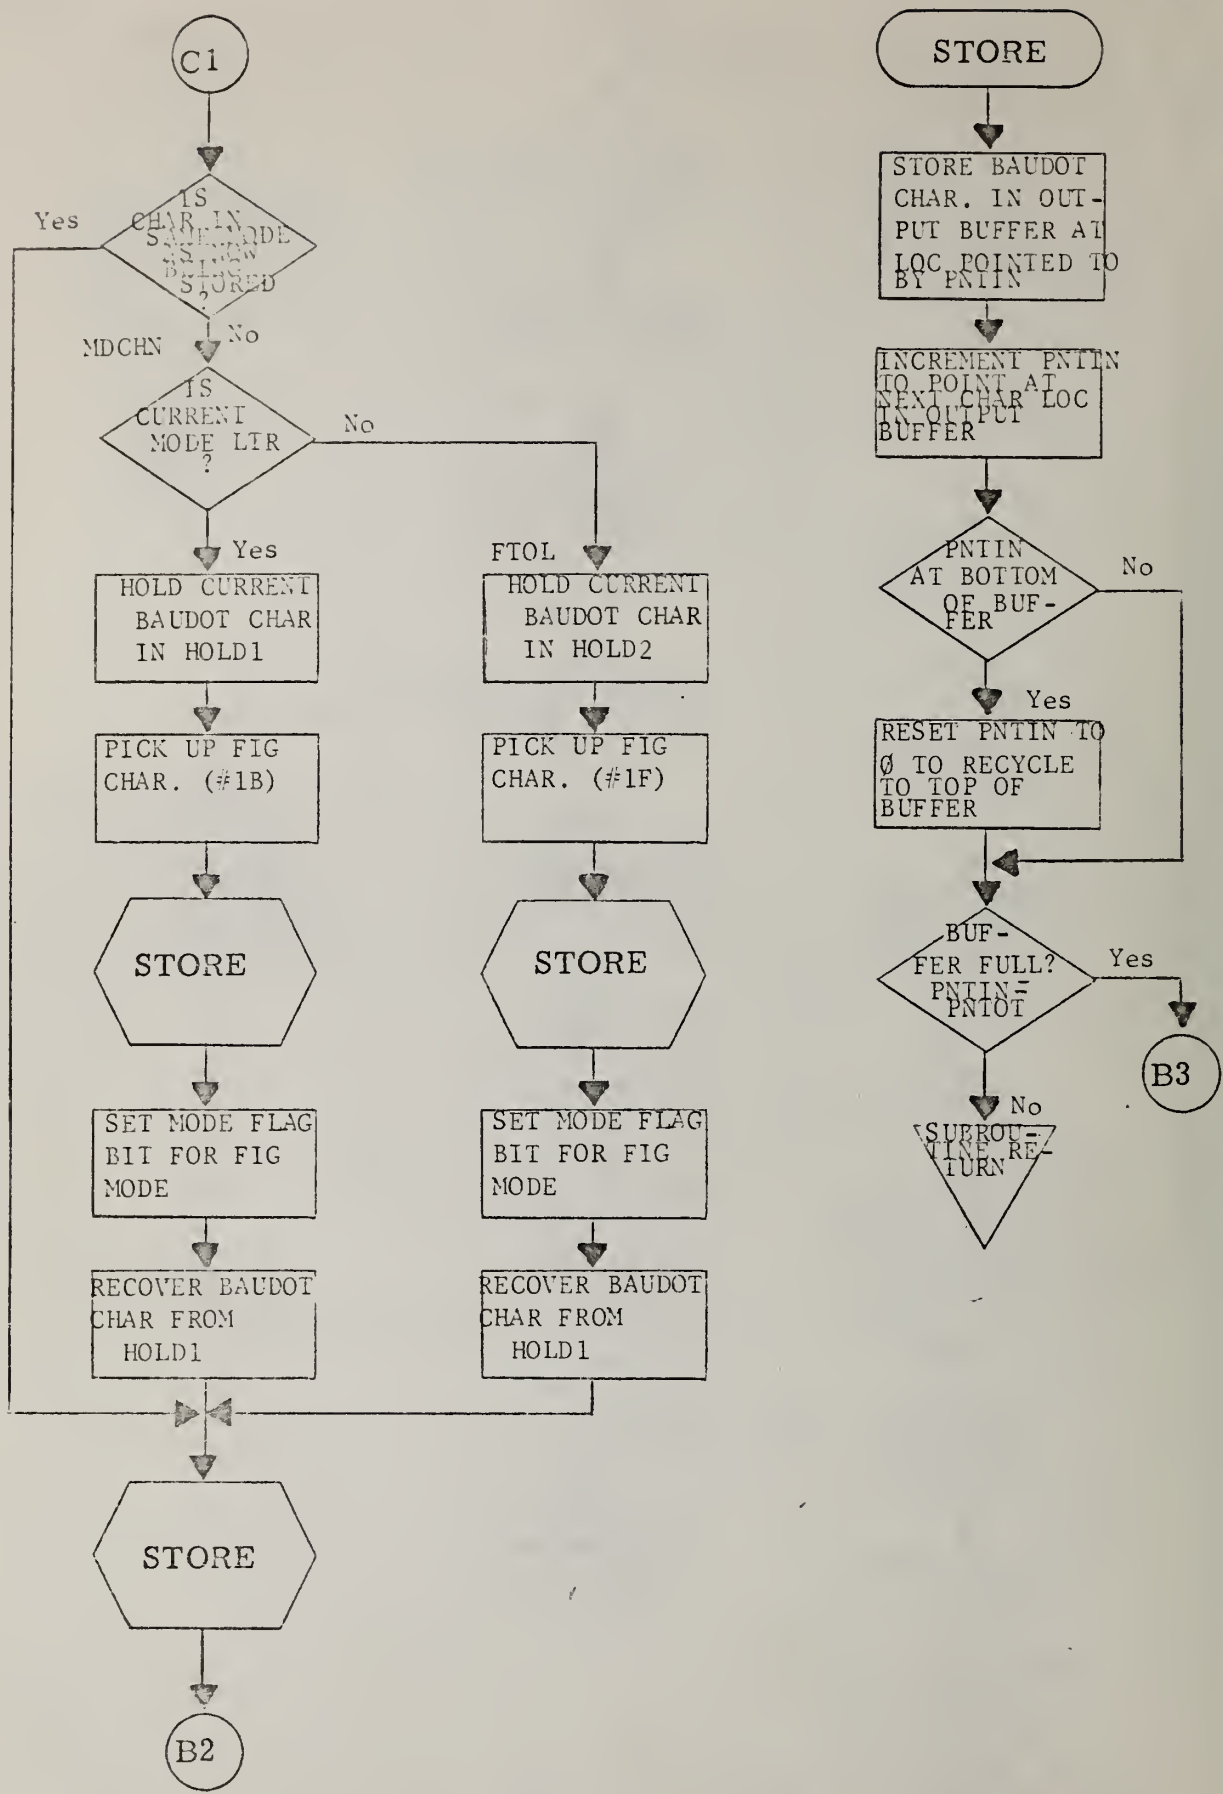 C1
IS
CHAR IN
SAME MODE
AS NOW
BEING
STORED
?
Yes
No
MDCHN
IS
CURRENT
MODE LTR
?
No
Yes
HOLD CURRENT
BAUDOT CHAR
IN HOLD1
PICK UP FIG
CHAR. (#1B)
STORE
SET MODE FLAG
BIT FOR FIG
MODE
RECOVER BAUDOT
CHAR FROM
HOLD1
FTOL
HOLD CURRENT
BAUDOT CHAR
IN HOLD2
PICK UP FIG
CHAR. (#1F)
STORE
SET MODE FLAG
BIT FOR FIG
MODE
RECOVER BAUDOT
CHAR FROM
HOLD1
STORE
B2
STORE
STORE BAUDOT
CHAR. IN OUT-
PUT BUFFER AT
LOC POINTED TO
BY PNTIN
INCREMENT PNTIN
TO POINT AT
NEXT CHAR LOC
IN OUTPUT
BUFFER
PNTIN
AT BOTTOM
OF BUF-
FER
No
Yes
RESET PNTIN TO
Ø TO RECYCLE
TO TOP OF
BUFFER
BUF-
FER FULL?
PNTIN=
PNTOT
Yes
B3
No
SUBROU-
TINE RE-
TURN